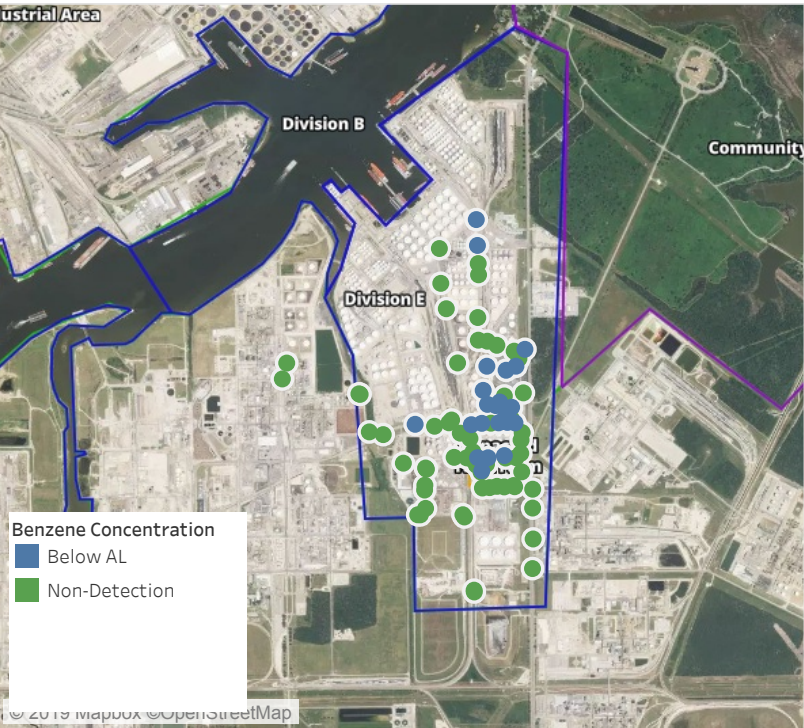 ustrial Area
Division B
Community
Division E
Benzene Concentration
Below AL
Non-Detection
© 2019 Mapbox ©OpenStreetMap